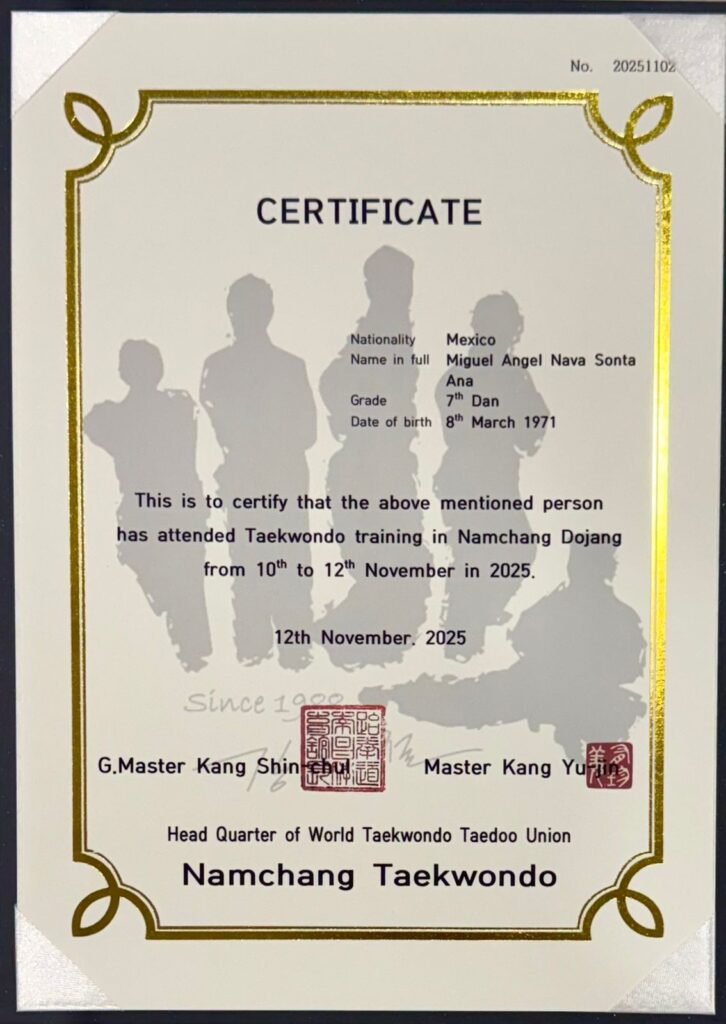 No. 20251102
CERTIFICATE
Nationality Mexico
Name in full Miguel Angel Nava Sonta
Ana
Grade 7th Dan
Date of birth 8th March 1971
This is to certify that the above mentioned person
has attended Taekwondo training in Namchang Dojang
from 10th to 12th November in 2025.
12th November. 2025
Since
G.Master Kang Shin-chul Master Kang Yu-jin
Head Quarter of World Taekwondo Taedoo Union
Namchang Taekwondo